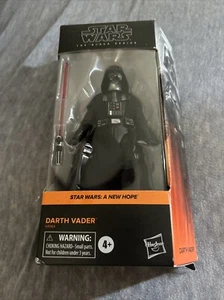 STAR WARS
THE BLACK SERIES
STAR WARS: A NEW HOPE
DARTH VADER
WARNING:
CHOKING HAZARD - Small parts.
Not for children under 3 years.
4+
Hasbro